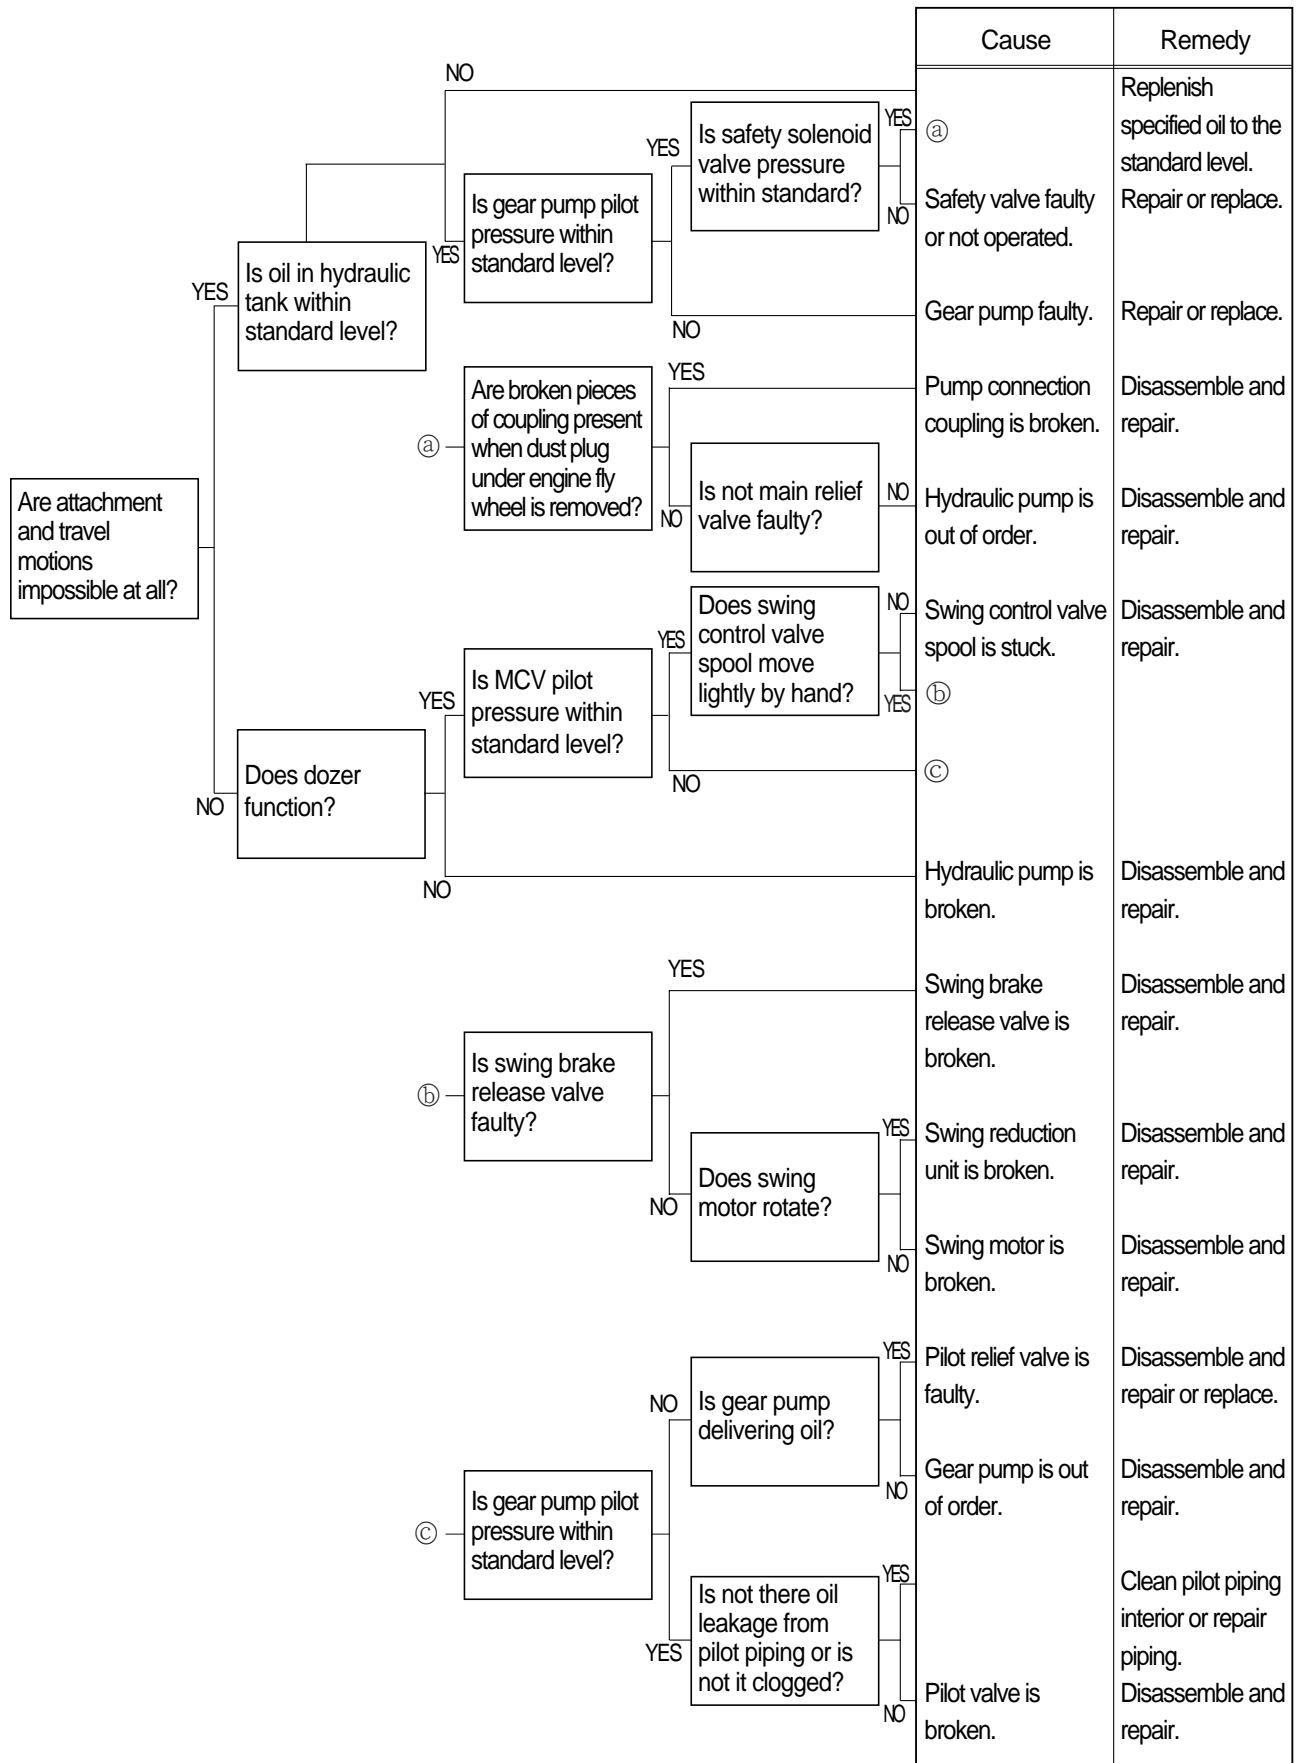 Cause
Remedy
NO
Replenish
specified oil to the
standard level.
YES
Is safety solenoid
valve pressure
within standard?
YES
ⓐ
NO
Safety valve faulty
or not operated.
Repair or replace.
Is gear pump pilot
pressure within
standard level?
YES
NO
Gear pump faulty.
Repair or replace.
YES
Is oil in hydraulic
tank within
standard level?
ⓐ
Are broken pieces
of coupling present
when dust plug
under engine fly
wheel is removed?
YES
Pump connection
coupling is broken.
Disassemble and
repair.
NO
Is not main relief
valve faulty?
NO
Hydraulic pump is
out of order.
Disassemble and
repair.
Are attachment
and travel
motions
impossible at all?
Does swing
control valve
spool move
lightly by hand?
NO
Swing control valve
spool is stuck.
Disassemble and
repair.
YES
YES
ⓑ
YES
Is MCV pilot
pressure within
standard level?
NO
ⓒ
NO
Does dozer
function?
NO
Hydraulic pump is
broken.
Disassemble and
repair.
YES
Swing brake
release valve is
broken.
Disassemble and
repair.
ⓑ
Is swing brake
release valve
faulty?
NO
Does swing
motor rotate?
YES
Swing reduction
unit is broken.
Disassemble and
repair.
NO
Swing motor is
broken.
Disassemble and
repair.
NO
Is gear pump
delivering oil?
YES
Pilot relief valve is
faulty.
Disassemble and
repair or replace.
NO
Gear pump is out
of order.
Disassemble and
repair.
ⓒ
Is gear pump pilot
pressure within
standard level?
YES
Is not there oil
leakage from
pilot piping or is
not it clogged?
YES
Clean pilot piping
interior or repair
piping.
NO
Pilot valve is
broken.
Disassemble and
repair.